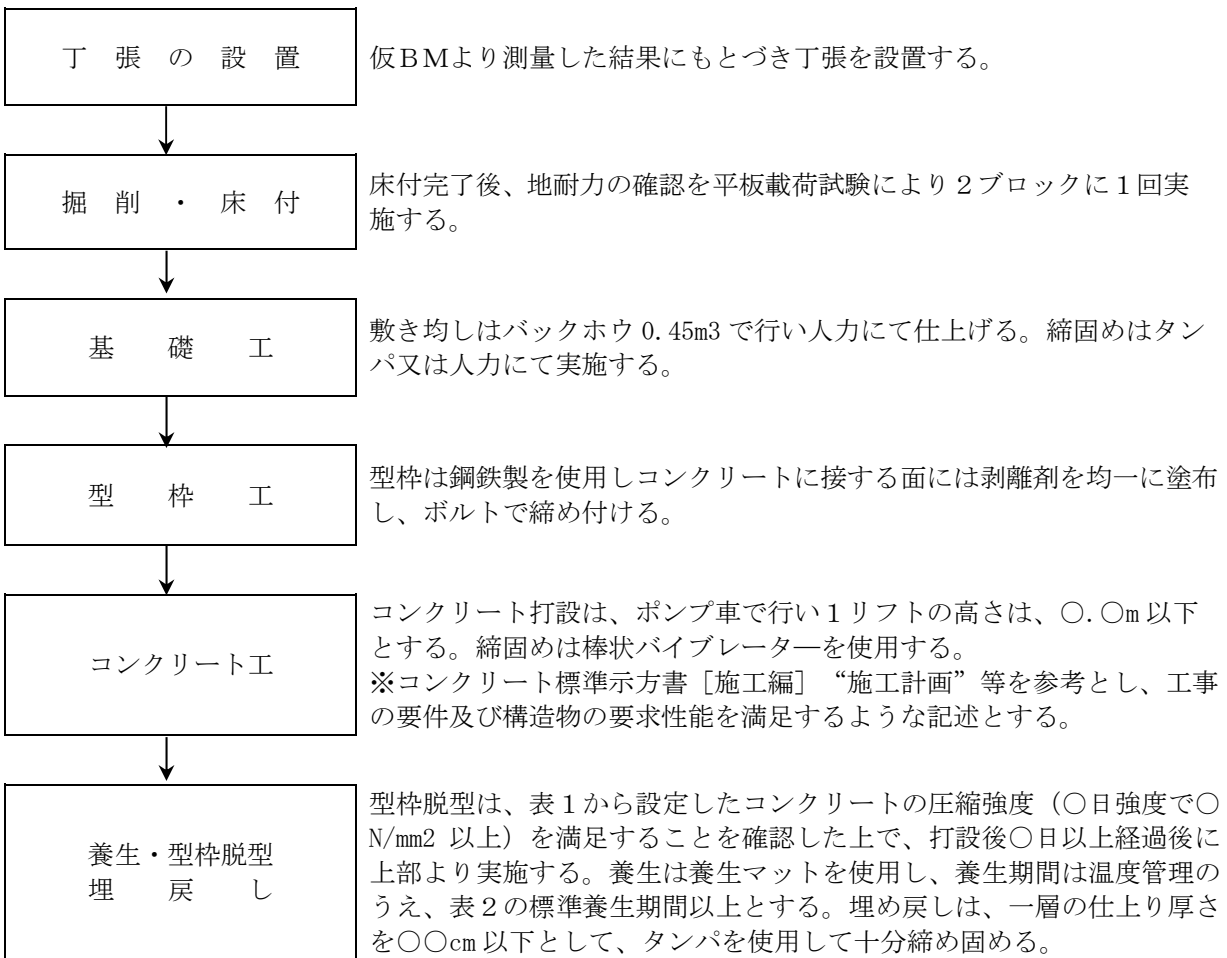 丁 張 の 設 置
仮BMより測量した結果にもとづき丁張を設置する。
掘 削 ・ 床 付
床付完了後、地耐力の確認を平板載荷試験により2ブロックに1回実
施する。
基 礎 工
敷き均しはバックホウ 0.45m3 で行い人力にて仕上げる。締固めはタン
パ又は人力にて実施する。
型 枠 工
型枠は鋼鉄製を使用しコンクリートに接する面には剥離剤を均一に塗布
し、ボルトで締め付ける。
コンクリート工
コンクリート打設は、ポンプ車で行い1リフトの高さは、○.○m 以下
とする。締固めは棒状バイブレーター―を使用する。
※コンクリート標準示方書［施工編］“施工計画”等を参考とし、工事
の要件及び構造物の要求性能を満足するような記述とする。
養生・型枠脱型
埋 戻 し
型枠脱型は、表1から設定したコンクリートの圧縮強度（○日強度で○
N/mm2 以上）を満足することを確認した上で、打設後○日以上経過後に
上部より実施する。養生は養生マットを使用し、養生期間は温度管理の
うえ、表2の標準養生期間以上とする。埋め戻しは、一層の仕上り厚さ
を○○cm 以下として、タンパを使用して十分締め固める。